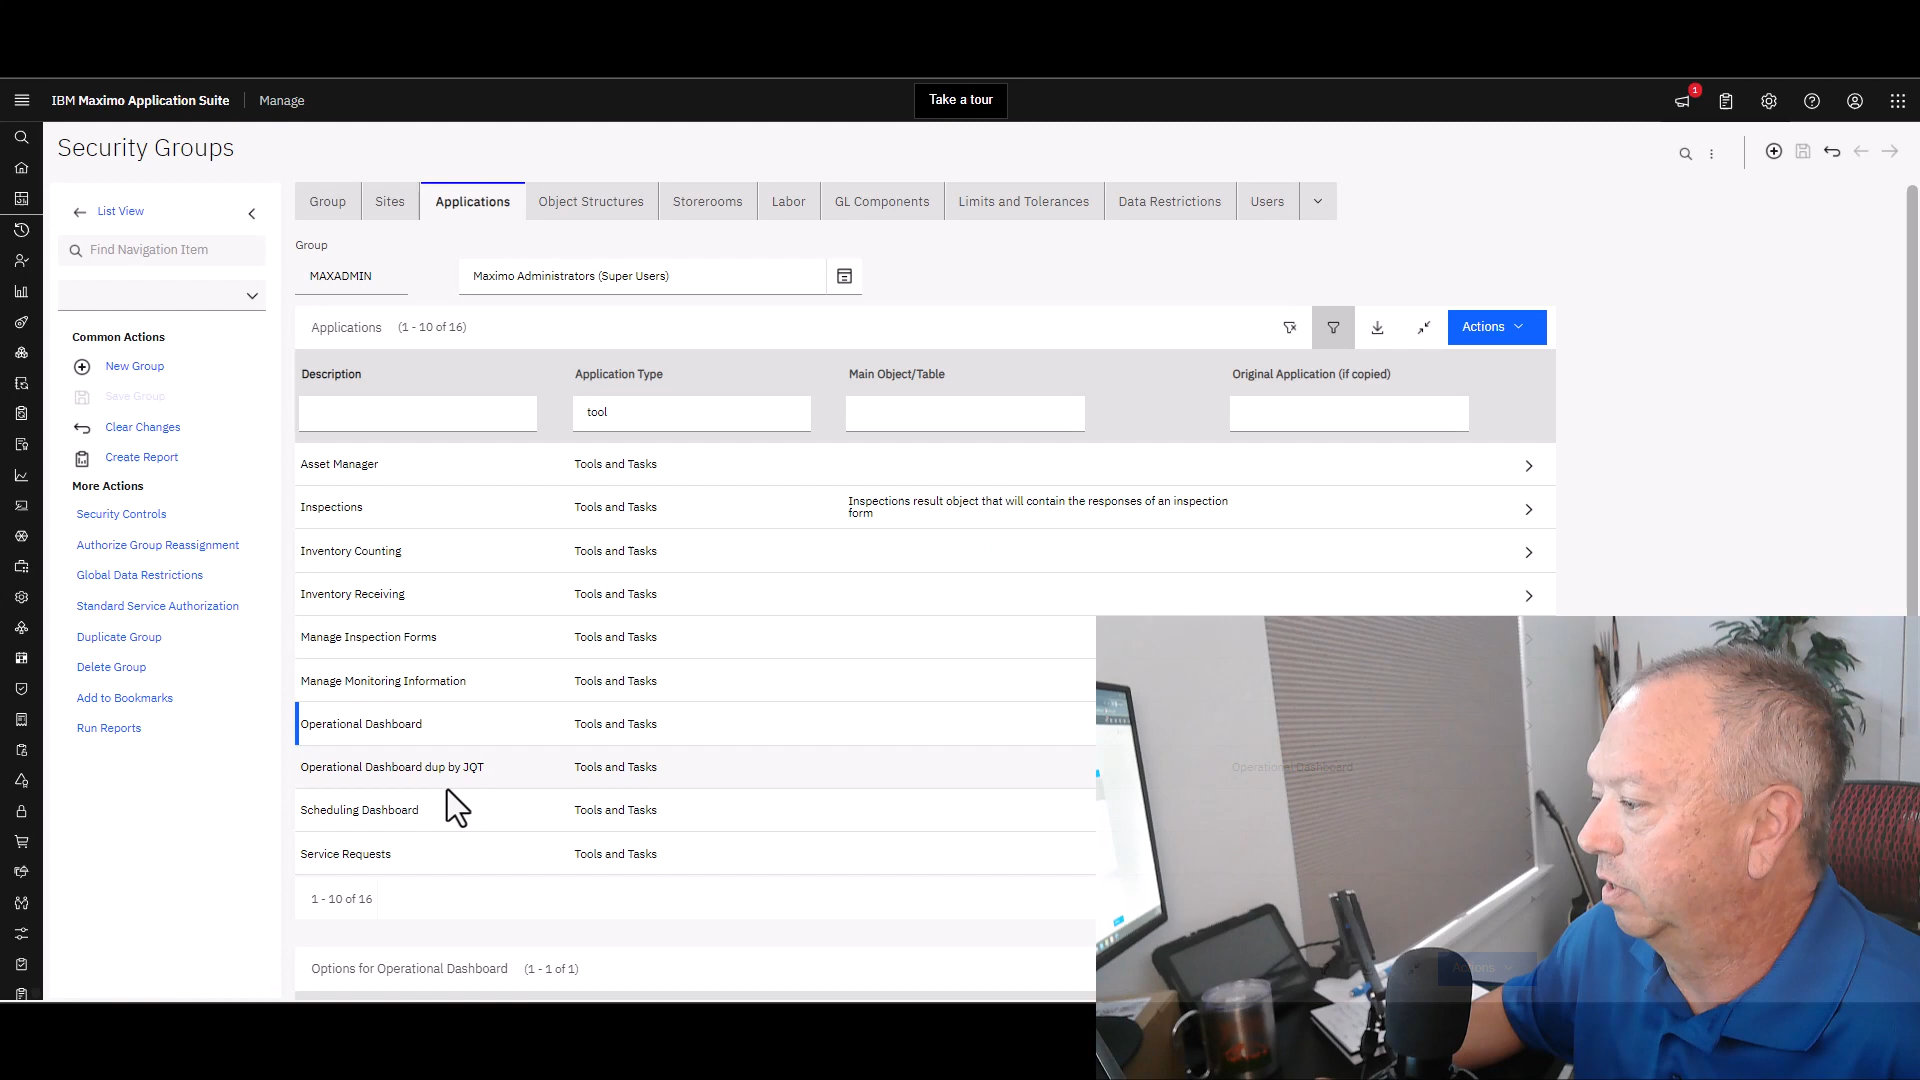 IBM Maximo Application Suite
Manage
Take a tour
1
Security Groups
List View
Find Navigation Item
Common Actions
New Group
Save Group
Clear Changes
Create Report
More Actions
Security Controls
Authorize Group Reassignment
Global Data Restrictions
Standard Service Authorization
Duplicate Group
Delete Group
Add to Bookmarks
Run Reports
Group
Sites
Applications
Object Structures
Storerooms
Labor
GL Components
Limits and Tolerances
Data Restrictions
Users
Group
MAXADMIN
Maximo Administrators (Super Users)
Applications (1 - 10 of 16)
Actions
Description
Application Type
Main Object/Table
Original Application (if copied)
tool
Asset Manager
Tools and Tasks
Inspections
Tools and Tasks
Inspections result object that will contain the responses of an inspection
form
Inventory Counting
Tools and Tasks
Inventory Receiving
Tools and Tasks
Manage Inspection Forms
Tools and Tasks
Manage Monitoring Information
Tools and Tasks
Operational Dashboard
Tools and Tasks
Operational Dashboard dup by JQT
Tools and Tasks
Operational Dashboard
Scheduling Dashboard
Tools and Tasks
Service Requests
Tools and Tasks
1 - 10 of 16
Options for Operational Dashboard (1 - 1 of 1)
Actions